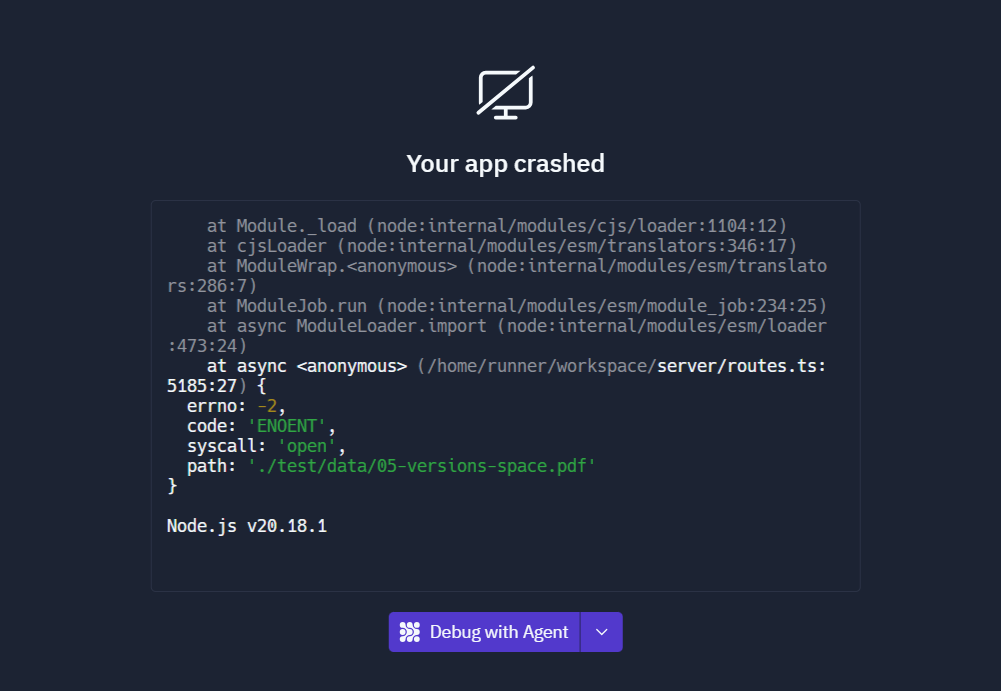 Your app crashed
at Module._load (node:internal/modules/cjs/loader:1104:12)
at cjsLoader (node:internal/modules/esm/translators:346:17)
at ModuleWrap.<anonymous> (node:internal/modules/esm/translato
rs:286:7)
at ModuleJob.run (node:internal/modules/esm/module_job:234:25)
at async ModuleLoader.import (node:internal/modules/esm/loader
:473:24)
at async <anonymous> (/home/runner/workspace/server/routes.ts:
5185:27) {
errno: -2,
code: 'ENOENT',
syscall: 'open',
path: './test/data/05-versions-space.pdf'
}
Node.js v20.18.1
Debug with Agent